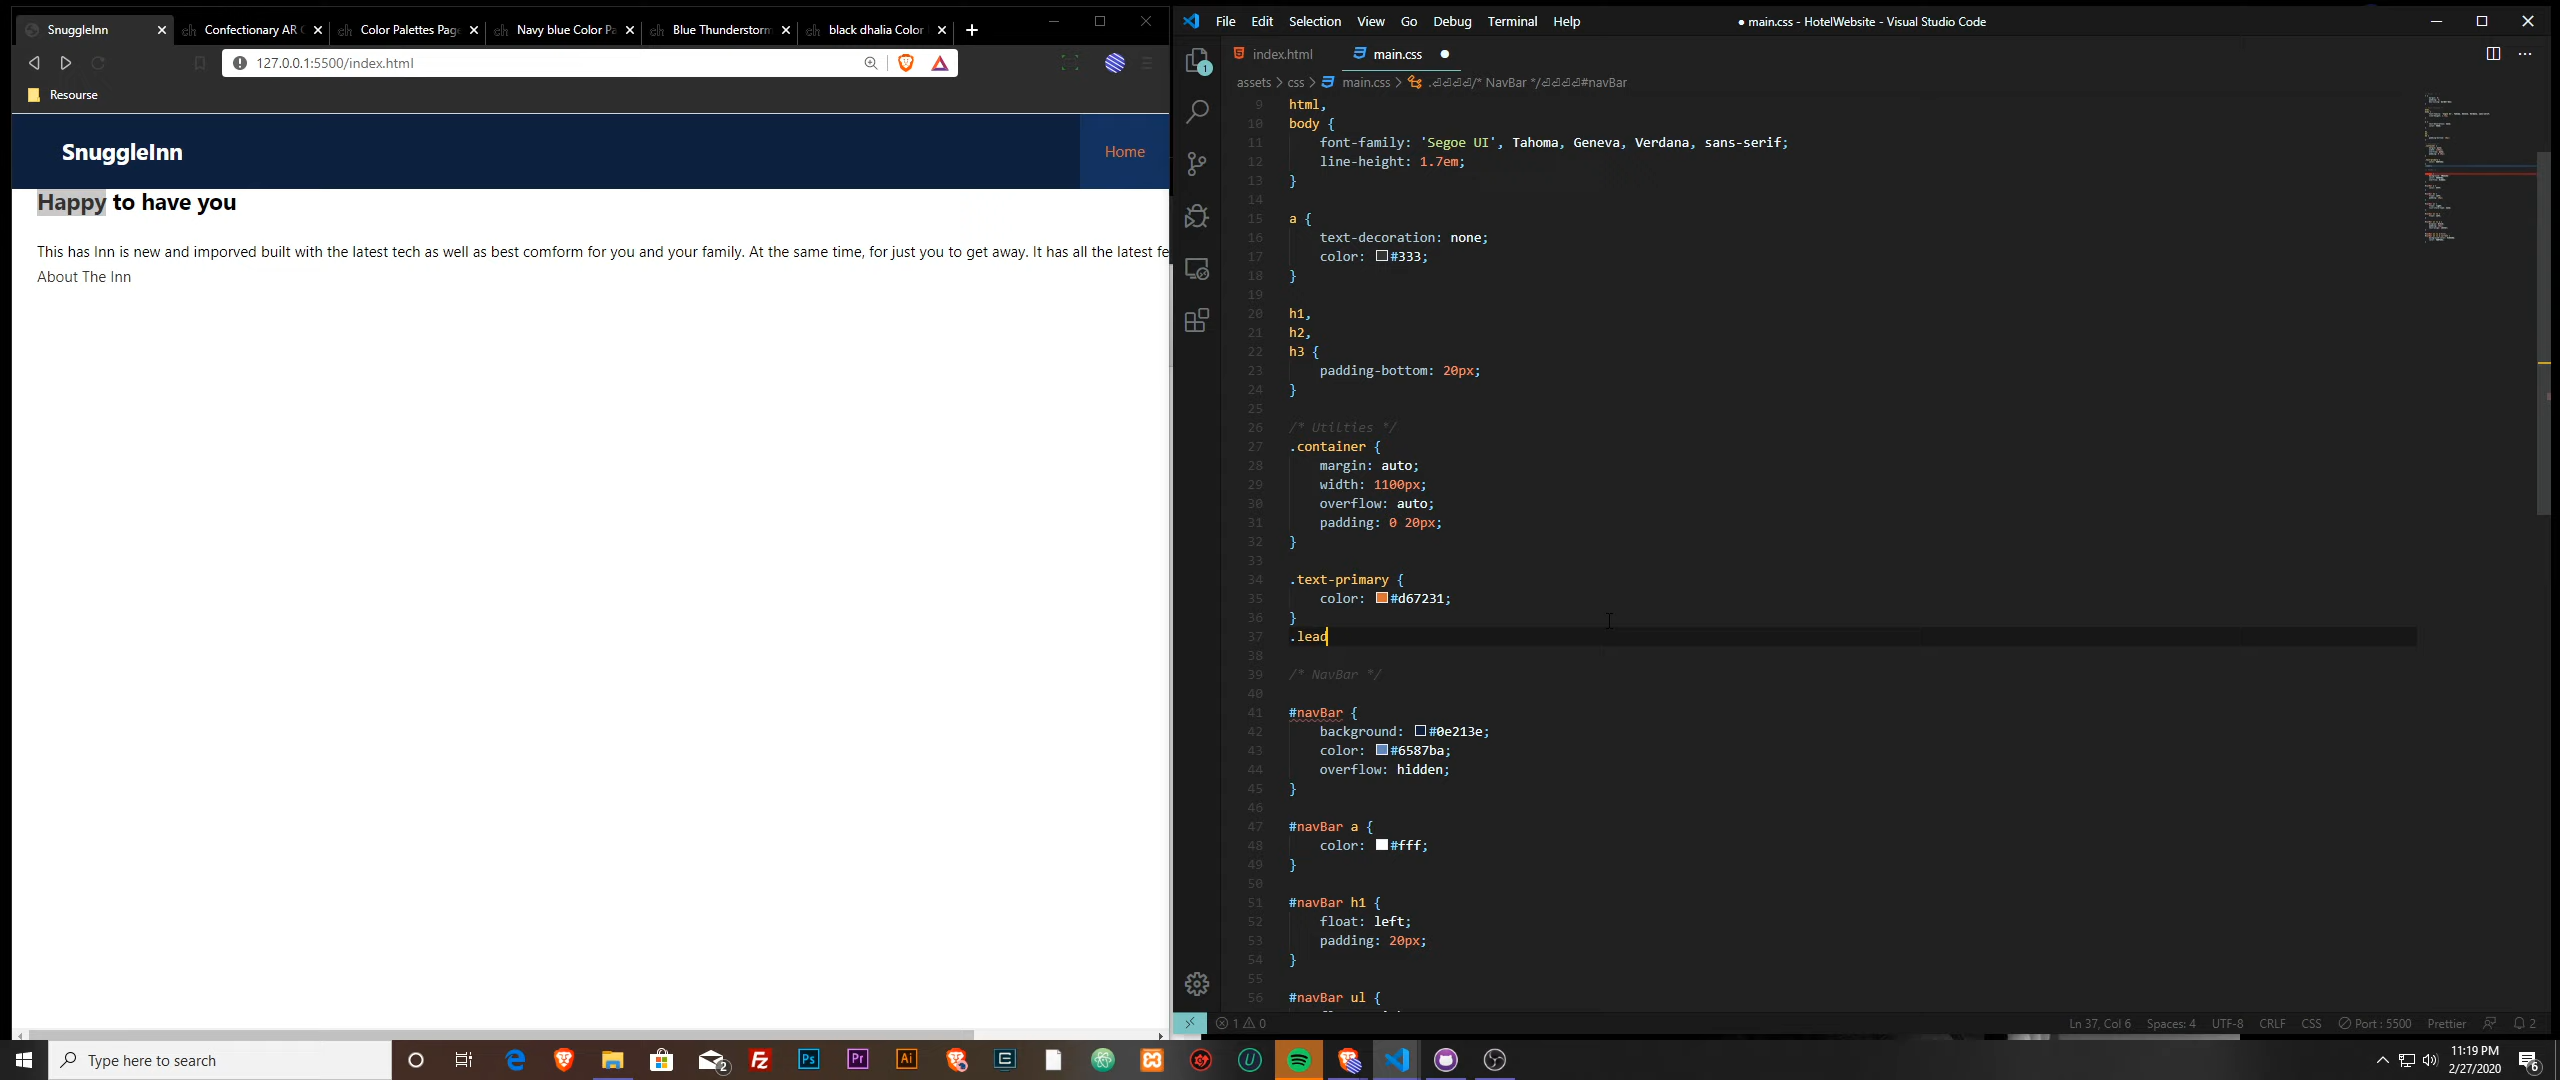 SnuggleInn
Confectionary AR
Color Palettes Pag
Navy blue Color Pa
Blue Thunderstorm
black dhalia Color
127.0.0.1:5500/index.html
Resourse
SnuggleInn
Home
Happy to have you
This has Inn is new and imporved built with the latest tech as well as best comform for you and your family. At the same time, for just you to get away. It has all the latest fe
About The Inn
File Edit Selection View Go Debug Terminal Help
● main.css - HotelWebsite - Visual Studio Code
index.html
main.css
assets > css > main.css > .⏎⏎⏎⏎/* NavBar */⏎⏎⏎⏎#navBar
1
9 html,
10 body {
11 font-family: 'Segoe UI', Tahoma, Geneva, Verdana, sans-serif;
12 line-height: 1.7em;
13 }
14
15 a {
16 text-decoration: none;
17 color: #333;
18 }
19
20 h1,
21 h2,
22 h3 {
23 padding-bottom: 20px;
24 }
25
26 /* Utilties */
27 .container {
28 margin: auto;
29 width: 1100px;
30 overflow: auto;
31 padding: 0 20px;
32 }
33
34 .text-primary {
35 color: #d67231;
36 }
37 .lead
38
39 /* NavBar */
40
41 #navBar {
42 background: #0e213e;
43 color: #6587ba;
44 overflow: hidden;
45 }
46
47 #navBar a {
48 color: #fff;
49 }
50
51 #navBar h1 {
52 float: left;
53 padding: 20px;
54 }
55
56 #navBar ul {
1 0
Ln 37, Col 6 Spaces: 4 UTF-8 CRLF CSS Port : 5500 Prettier 2
Type here to search
2
Ps
Pr
Ai
11:19 PM
2/27/2020
6